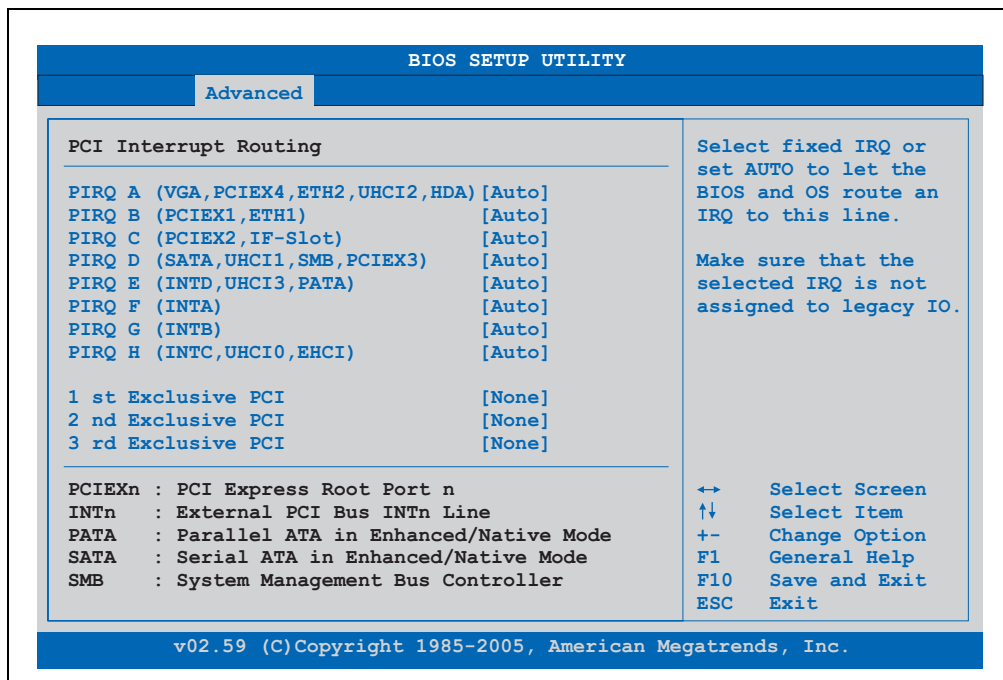 BIOS SETUP UTILITY
Advanced
PCI Interrupt Routing
PIRQ A (VGA,PCIEX4,ETH2,UHCI2,HDA)[Auto]
PIRQ B (PCIEX1,ETH1) [Auto]
PIRQ C (PCIEX2,IF-Slot) [Auto]
PIRQ D (SATA,UHCI1,SMB,PCIEX3) [Auto]
PIRQ E (INTD,UHCI3,PATA) [Auto]
PIRQ F (INTA) [Auto]
PIRQ G (INTB) [Auto]
PIRQ H (INTC,UHCI0,EHCI) [Auto]
1 st Exclusive PCI [None]
2 nd Exclusive PCI [None]
3 rd Exclusive PCI [None]
PCIEXn : PCI Express Root Port n
INTn : External PCI Bus INTn Line
PATA : Parallel ATA in Enhanced/Native Mode
SATA : Serial ATA in Enhanced/Native Mode
SMB : System Management Bus Controller
Select fixed IRQ or
set AUTO to let the
BIOS and OS route an
IRQ to this line.
Make sure that the
selected IRQ is not
assigned to legacy IO.
↔ Select Screen
↑↓ Select Item
+- Change Option
F1 General Help
F10 Save and Exit
ESC Exit
v02.59 (C)Copyright 1985-2005, American Megatrends, Inc.